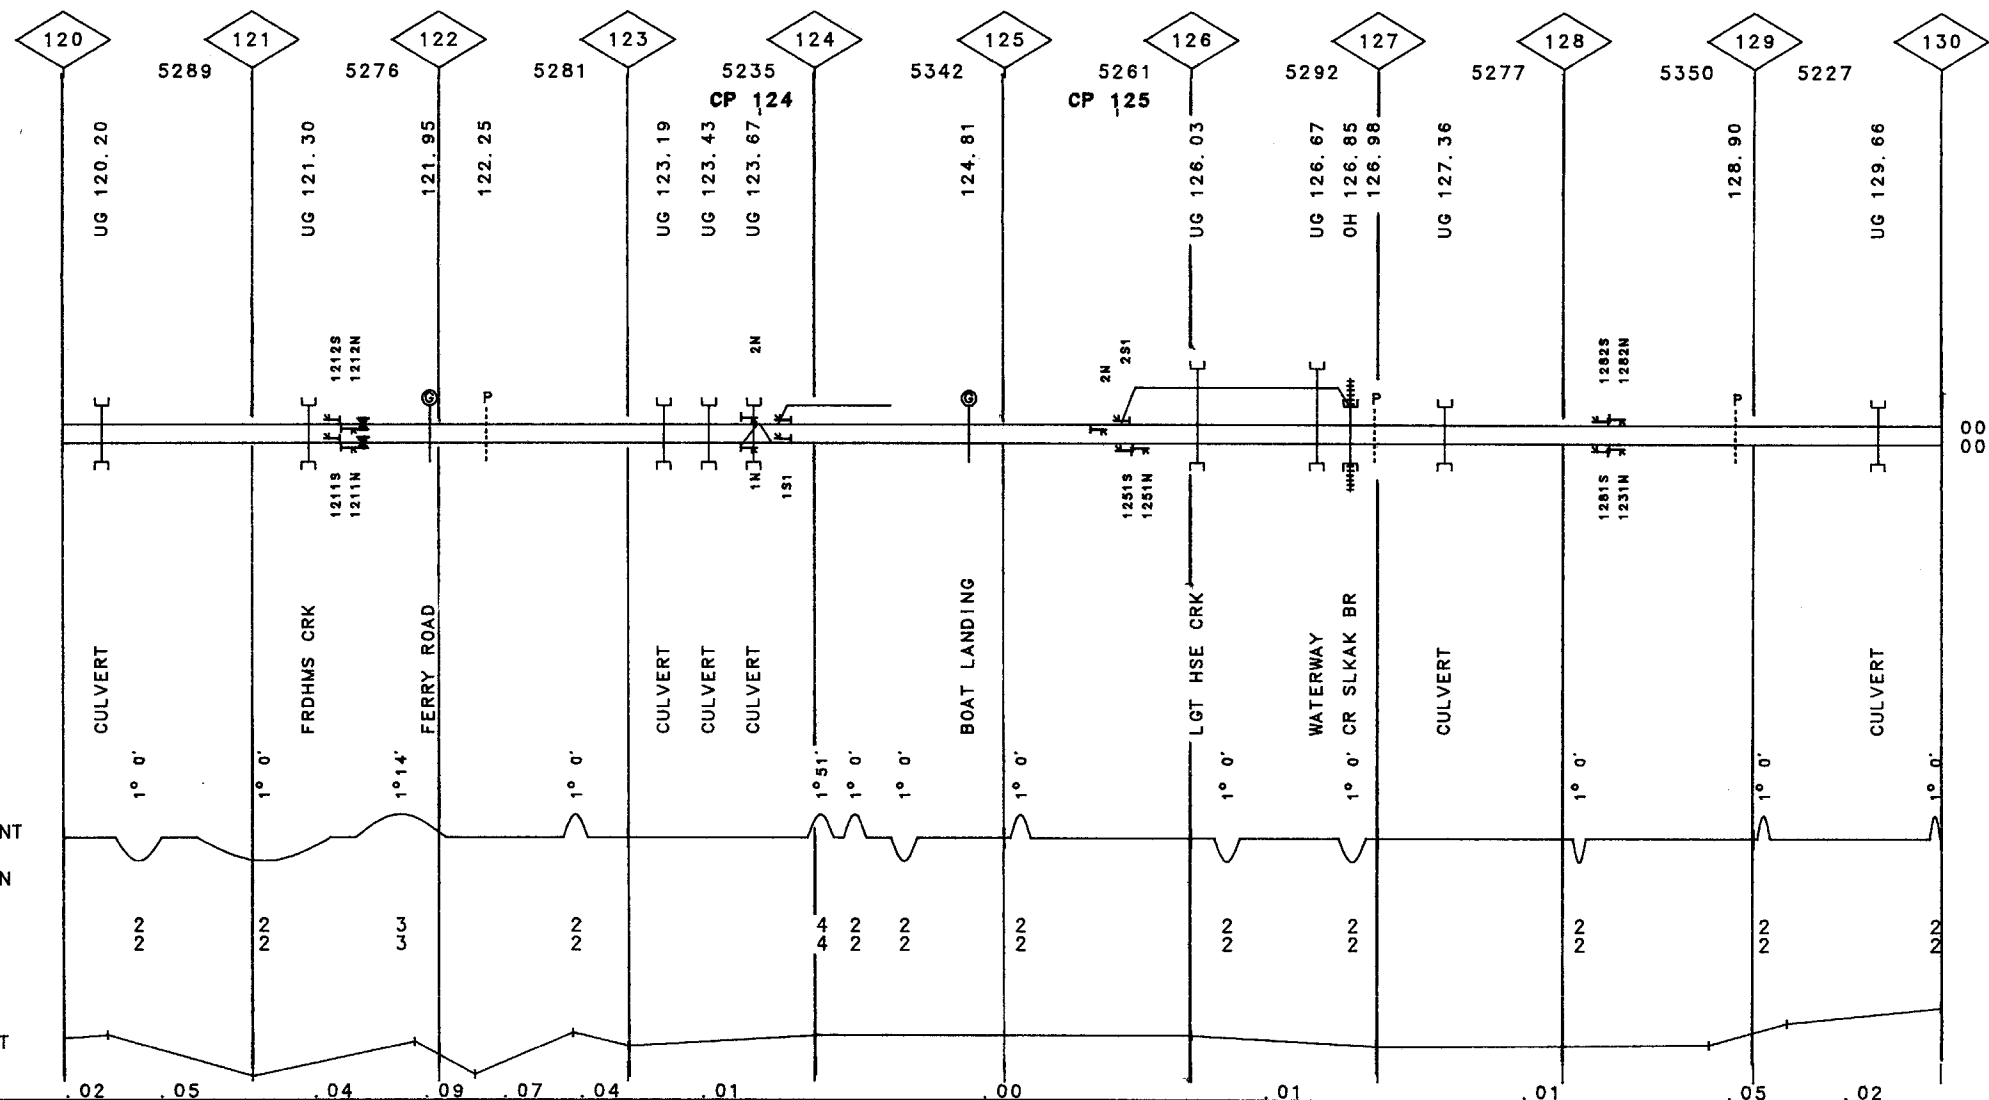 120 121 122 123 124 125 126 127 128 129 130
5289 5276 5281 5235 5342 5261 5292 5277 5350 5227
CP 124 CP 125
UG 120.20
UG 121.30
121.95
122.25
UG 123.19
UG 123.43
UG 123.67
124.81
UG 126.03
UG 126.67
OH 126.85
126.98
UG 127.36
128.90
UG 129.66
1212S
1212N
2N
2N
2S1
1282S
1282N
G
P
G
P
P
00
00
1211S
1211N
1N
1S1
1251S
1251N
1281S
1231N
CULVERT
FRDHMS CRK
FERRY ROAD
CULVERT
CULVERT
CULVERT
BOAT LANDING
LGT HSE CRK
WATERWAY
CR SLKAK BR
CULVERT
CULVERT
1° 0' 1° 0' 1°14' 1° 0' 1°51' 1° 0' 1° 0' 1° 0' 1° 0' 1° 0' 1° 0' 1° 0' 1° 0'
NT
N
2 2 3 2 4 2 2 2 2 2 2 2 2
2 2 3 2 4 2 2 2 2 2 2 2 2
T
.02 .05 .04 .09 .07 .04 .01 .00 .01 .01 .05 .02